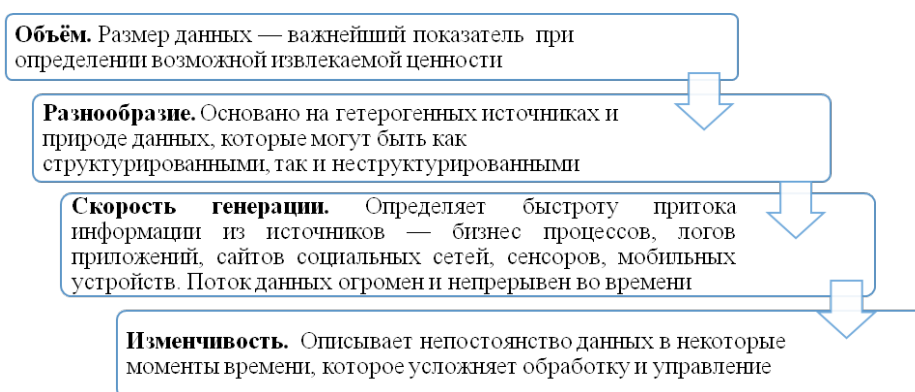 Объём. Размер данных — важнейший показатель при
определении возможной извлекаемой ценности
Разнообразие. Основано на гетерогенных источниках и
природе данных, которые могут быть как
структурированными, так и неструктурированными
Скорость генерации. Определяет быстроту притока
информации из источников — бизнес процессов, логов
приложений, сайтов социальных сетей, сенсоров, мобильных
устройств. Поток данных огромен и непрерывен во времени
Изменчивость. Описывает непостоянство данных в некоторые
моменты времени, которое усложняет обработку и управление